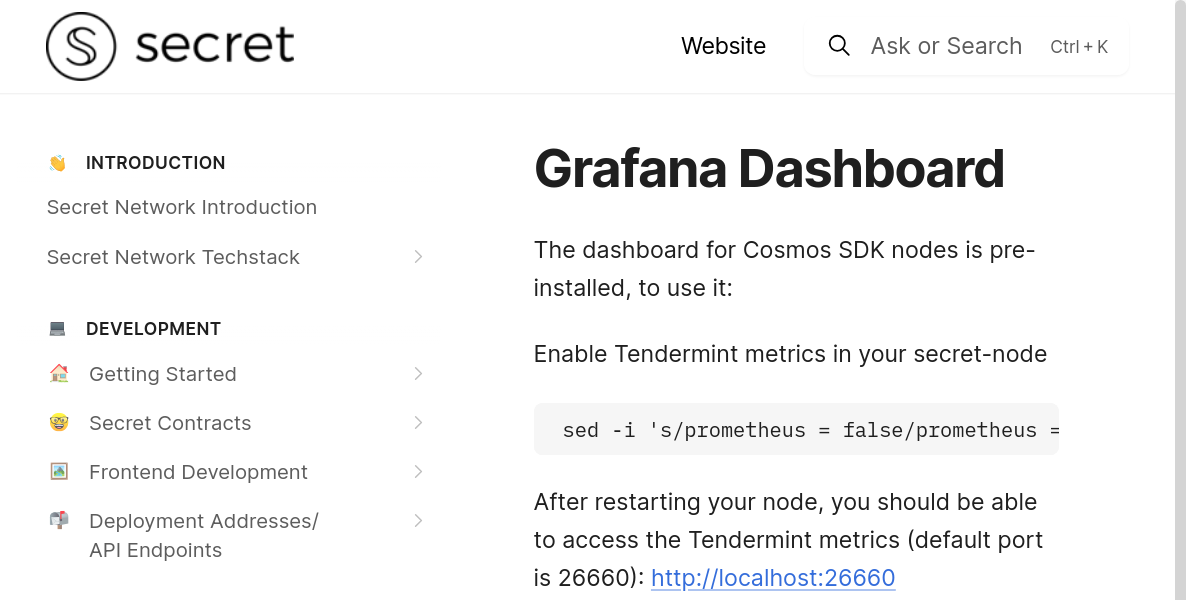 secret
Website
Ask or Search
Ctrl + K
INTRODUCTION
Secret Network Introduction
Secret Network Techstack
DEVELOPMENT
Getting Started
Secret Contracts
Frontend Development
Deployment Addresses/
API Endpoints
Grafana Dashboard
The dashboard for Cosmos SDK nodes is pre-
installed, to use it:
Enable Tendermint metrics in your secret-node
sed -i 's/prometheus = false/prometheus =
After restarting your node, you should be able
to access the Tendermint metrics (default port
is 26660): http://localhost:26660